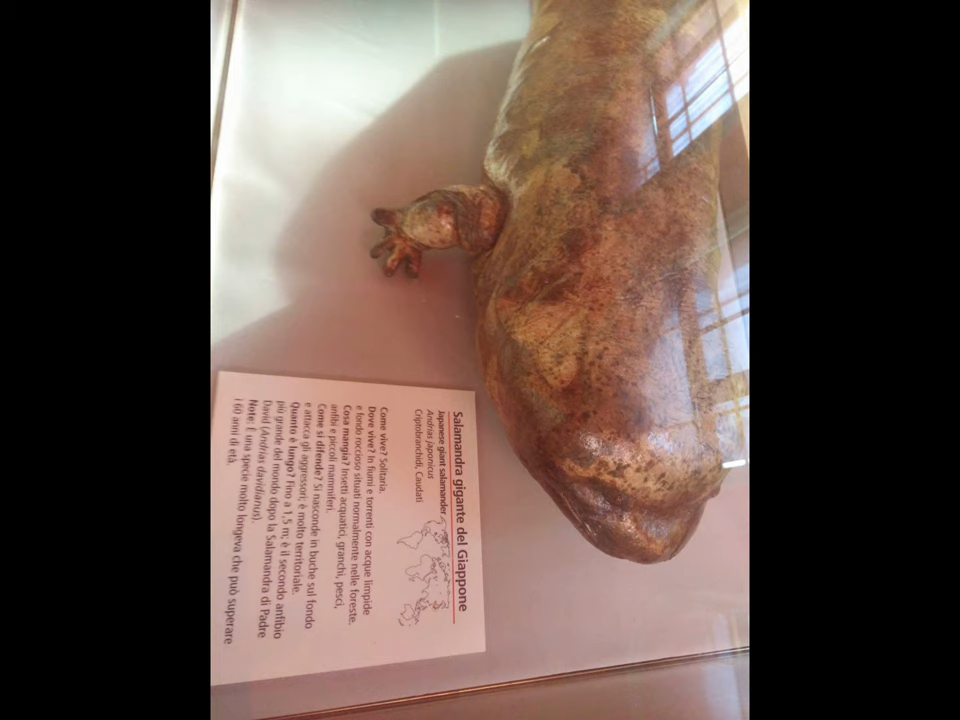 Salamandra gigante del Giappone
Japanese giant salamander
Andrias japonicus
Criptobranchidi, Caudati
Come vive? Solitaria.
Dove vive? In fiumi e torrenti con acque limpide
e fondo roccioso situati normalmente nelle foreste.
Cosa mangia? Insetti acquatici, granchi, pesci,
anfibi e piccoli mammiferi.
Come si difende? Si nasconde in buche sul fondo
e attacca gli aggressori; è molto territoriale.
Quanto è lungo? Fino a 1,5 m; è il secondo anfibio
più grande del mondo dopo la Salamandra di Padre
David (Andrias davidianus).
Note: È una specie molto longeva che può superare
i 60 anni di età.